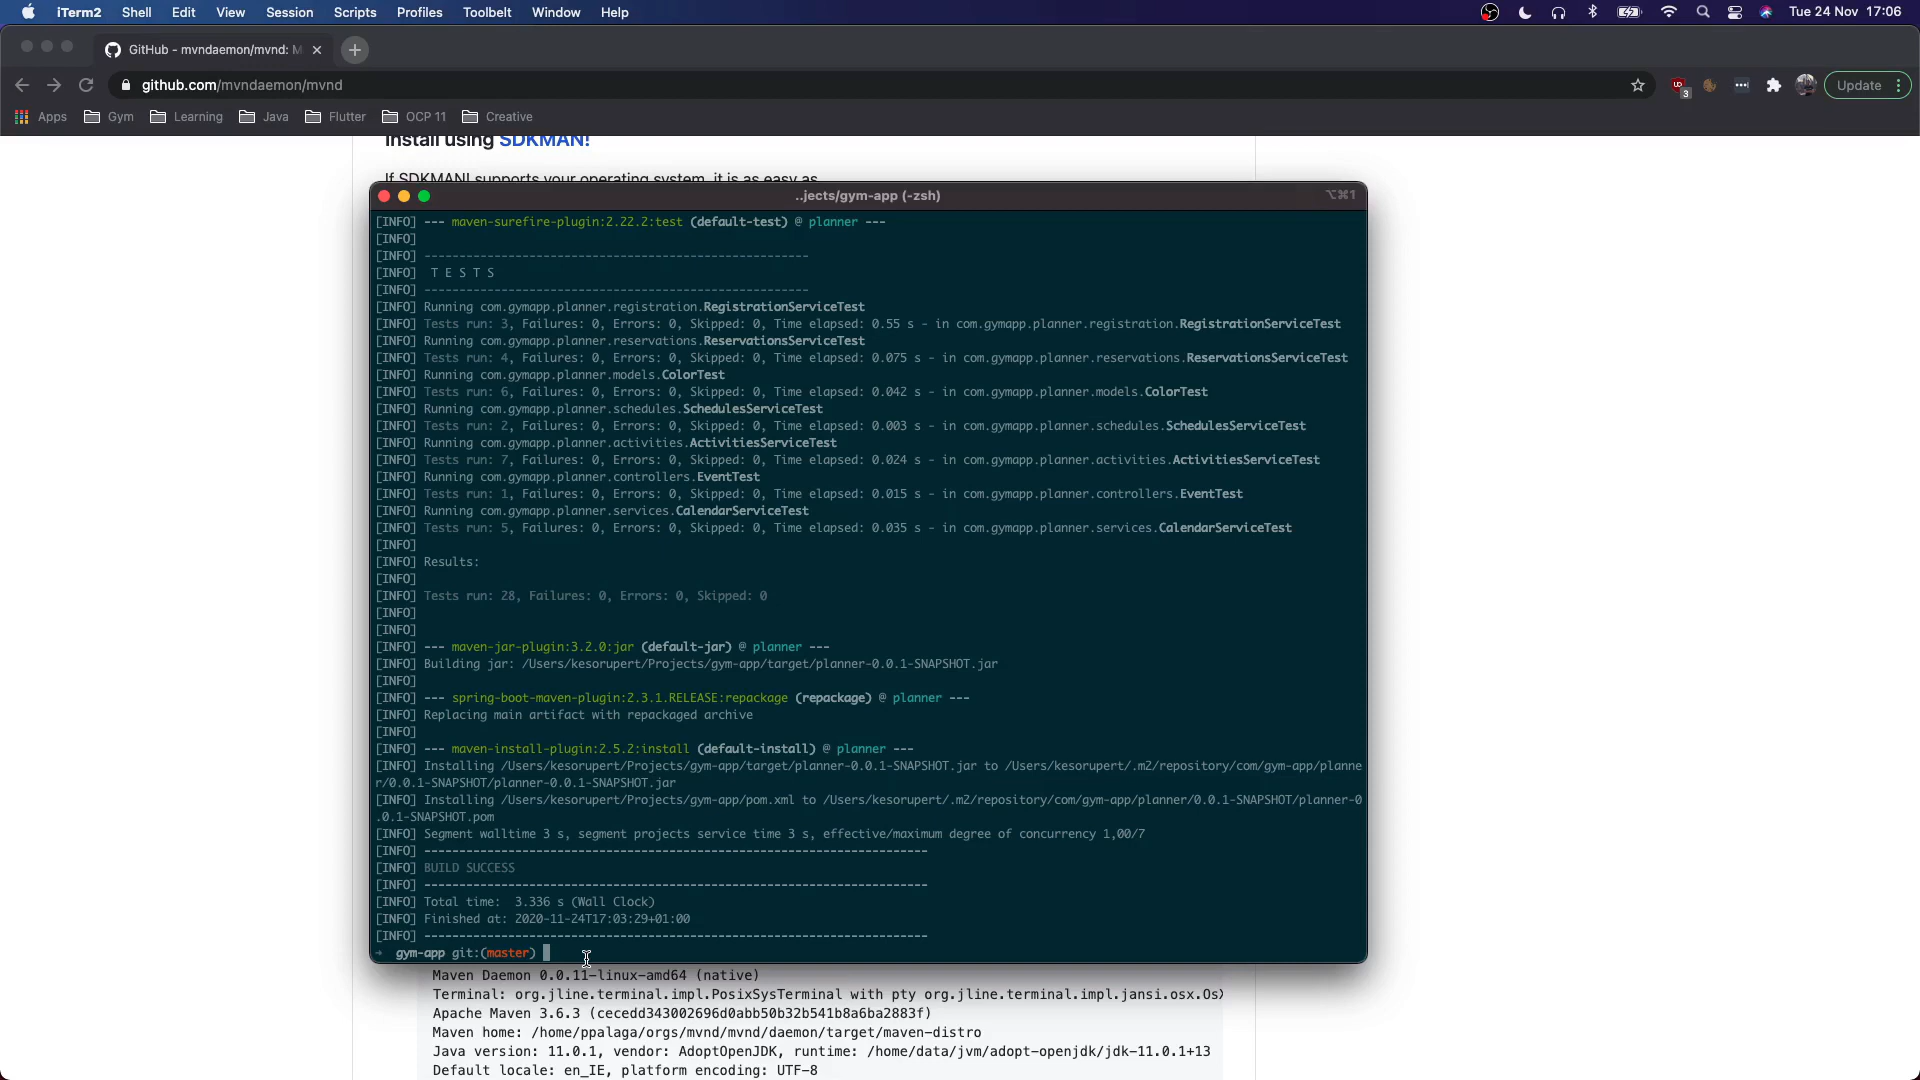 iTerm2 Shell Edit View Session Scripts Profiles Toolbelt Window Help Tue 24 Nov 17:06
GitHub - mvndaemon/mvnd: M
github.com/mvndaemon/mvnd Update
Apps Gym Learning Java Flutter OCP 11 Creative
Install using SDKMAN!
If SDKMAN! supports your operating system, it is as easy as
..jects/gym-app (-zsh) ⌥⌘1
[INFO] --- maven-surefire-plugin:2.22.2:test (default-test) @ planner ---
[INFO]
[INFO] -------------------------------------------------------
[INFO]  T E S T S
[INFO] -------------------------------------------------------
[INFO] Running com.gymapp.planner.registration.RegistrationServiceTest
[INFO] Tests run: 3, Failures: 0, Errors: 0, Skipped: 0, Time elapsed: 0.55 s - in com.gymapp.planner.registration.RegistrationServiceTest
[INFO] Running com.gymapp.planner.reservations.ReservationsServiceTest
[INFO] Tests run: 4, Failures: 0, Errors: 0, Skipped: 0, Time elapsed: 0.075 s - in com.gymapp.planner.reservations.ReservationsServiceTest
[INFO] Running com.gymapp.planner.models.ColorTest
[INFO] Tests run: 6, Failures: 0, Errors: 0, Skipped: 0, Time elapsed: 0.042 s - in com.gymapp.planner.models.ColorTest
[INFO] Running com.gymapp.planner.schedules.SchedulesServiceTest
[INFO] Tests run: 2, Failures: 0, Errors: 0, Skipped: 0, Time elapsed: 0.003 s - in com.gymapp.planner.schedules.SchedulesServiceTest
[INFO] Running com.gymapp.planner.activities.ActivitiesServiceTest
[INFO] Tests run: 7, Failures: 0, Errors: 0, Skipped: 0, Time elapsed: 0.024 s - in com.gymapp.planner.activities.ActivitiesServiceTest
[INFO] Running com.gymapp.planner.controllers.EventTest
[INFO] Tests run: 1, Failures: 0, Errors: 0, Skipped: 0, Time elapsed: 0.015 s - in com.gymapp.planner.controllers.EventTest
[INFO] Running com.gymapp.planner.services.CalendarServiceTest
[INFO] Tests run: 5, Failures: 0, Errors: 0, Skipped: 0, Time elapsed: 0.035 s - in com.gymapp.planner.services.CalendarServiceTest
[INFO]
[INFO] Results:
[INFO]
[INFO] Tests run: 28, Failures: 0, Errors: 0, Skipped: 0
[INFO]
[INFO]
[INFO] --- maven-jar-plugin:3.2.0:jar (default-jar) @ planner ---
[INFO] Building jar: /Users/kesorupert/Projects/gym-app/target/planner-0.0.1-SNAPSHOT.jar
[INFO]
[INFO] --- spring-boot-maven-plugin:2.3.1.RELEASE:repackage (repackage) @ planner ---
[INFO] Replacing main artifact with repackaged archive
[INFO]
[INFO] --- maven-install-plugin:2.5.2:install (default-install) @ planner ---
[INFO] Installing /Users/kesorupert/Projects/gym-app/target/planner-0.0.1-SNAPSHOT.jar to /Users/kesorupert/.m2/repository/com/gym-app/planne
r/0.0.1-SNAPSHOT/planner-0.0.1-SNAPSHOT.jar
[INFO] Installing /Users/kesorupert/Projects/gym-app/pom.xml to /Users/kesorupert/.m2/repository/com/gym-app/planner/0.0.1-SNAPSHOT/planner-0
.0.1-SNAPSHOT.pom
[INFO] Segment walltime 3 s, segment projects service time 3 s, effective/maximum degree of concurrency 1,00/7
[INFO] ------------------------------------------------------------------------
[INFO] BUILD SUCCESS
[INFO] ------------------------------------------------------------------------
[INFO] Total time:  3.336 s (Wall Clock)
[INFO] Finished at: 2020-11-24T17:03:29+01:00
[INFO] ------------------------------------------------------------------------
→ gym-app git:(master)
Maven Daemon 0.0.11-linux-amd64 (native)
Terminal: org.jline.terminal.impl.PosixSysTerminal with pty org.jline.terminal.impl.jansi.osx.OsX
Apache Maven 3.6.3 (cecedd343002696d0abb50b32b541b8a6ba2883f)
Maven home: /home/ppalaga/orgs/mvnd/mvnd/daemon/target/maven-distro
Java version: 11.0.1, vendor: AdoptOpenJDK, runtime: /home/data/jvm/adopt-openjdk/jdk-11.0.1+13
Default locale: en_IE, platform encoding: UTF-8